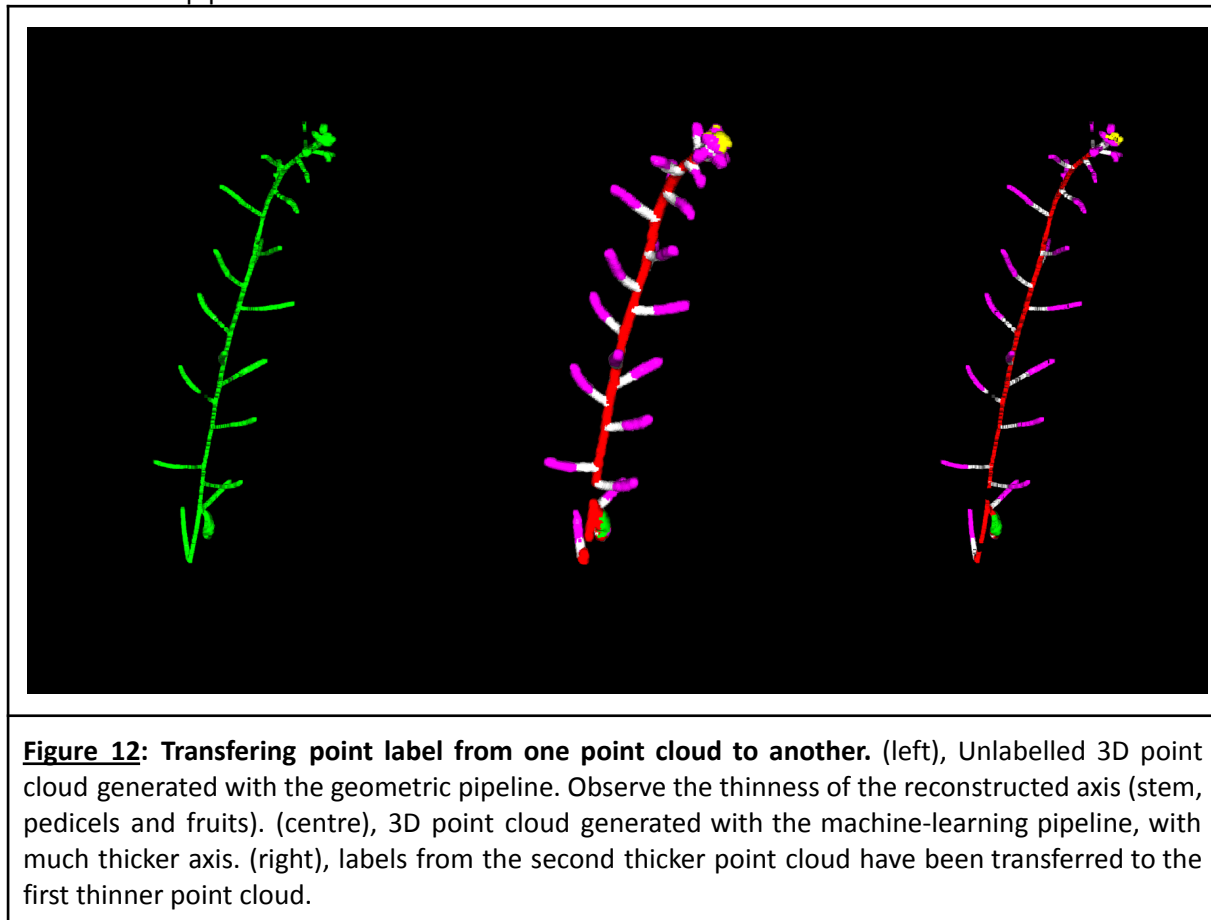 Figure 12: Transfering point label from one point cloud to another. (left), Unlabelled 3D point
cloud generated with the geometric pipeline. Observe the thinness of the reconstructed axis (stem,
pedicels and fruits). (centre), 3D point cloud generated with the machine-learning pipeline, with
much thicker axis. (right), labels from the second thicker point cloud have been transferred to the
first thinner point cloud.